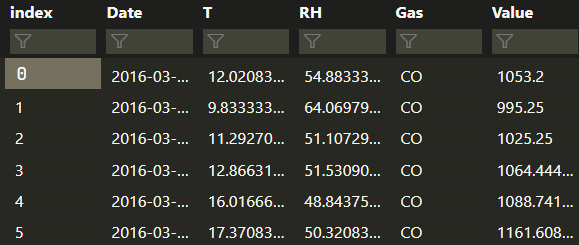 index Date T RH Gas Value
0 2016-03-... 12.02083... 54.88333... CO 1053.2
1 2016-03-... 9.833333... 64.06979... CO 995.25
2 2016-03-... 11.29270... 51.10729... CO 1025.25
3 2016-03-... 12.86631... 51.53090... CO 1064.444...
4 2016-03-... 16.01666... 48.84375... CO 1088.741...
5 2016-03-... 17.37083... 50.32083... CO 1161.608...